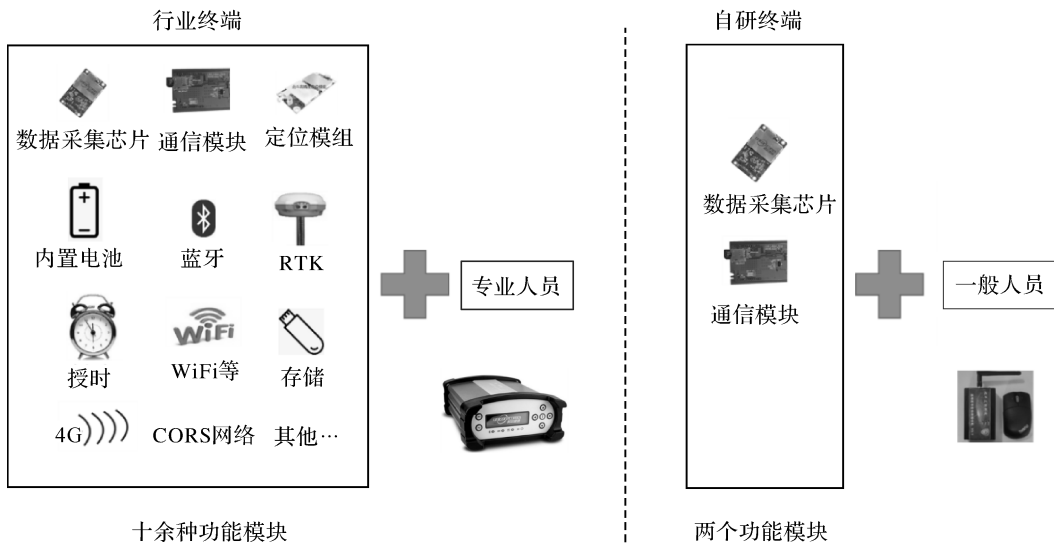 行业终端
数据采集芯片 通信模块 定位模组
内置电池 蓝牙 RTK
授时 WiFi等 存储
WiFi
4G CORS网络 其他…
专业人员
十余种功能模块
自研终端
数据采集芯片
通信模块
一般人员
两个功能模块